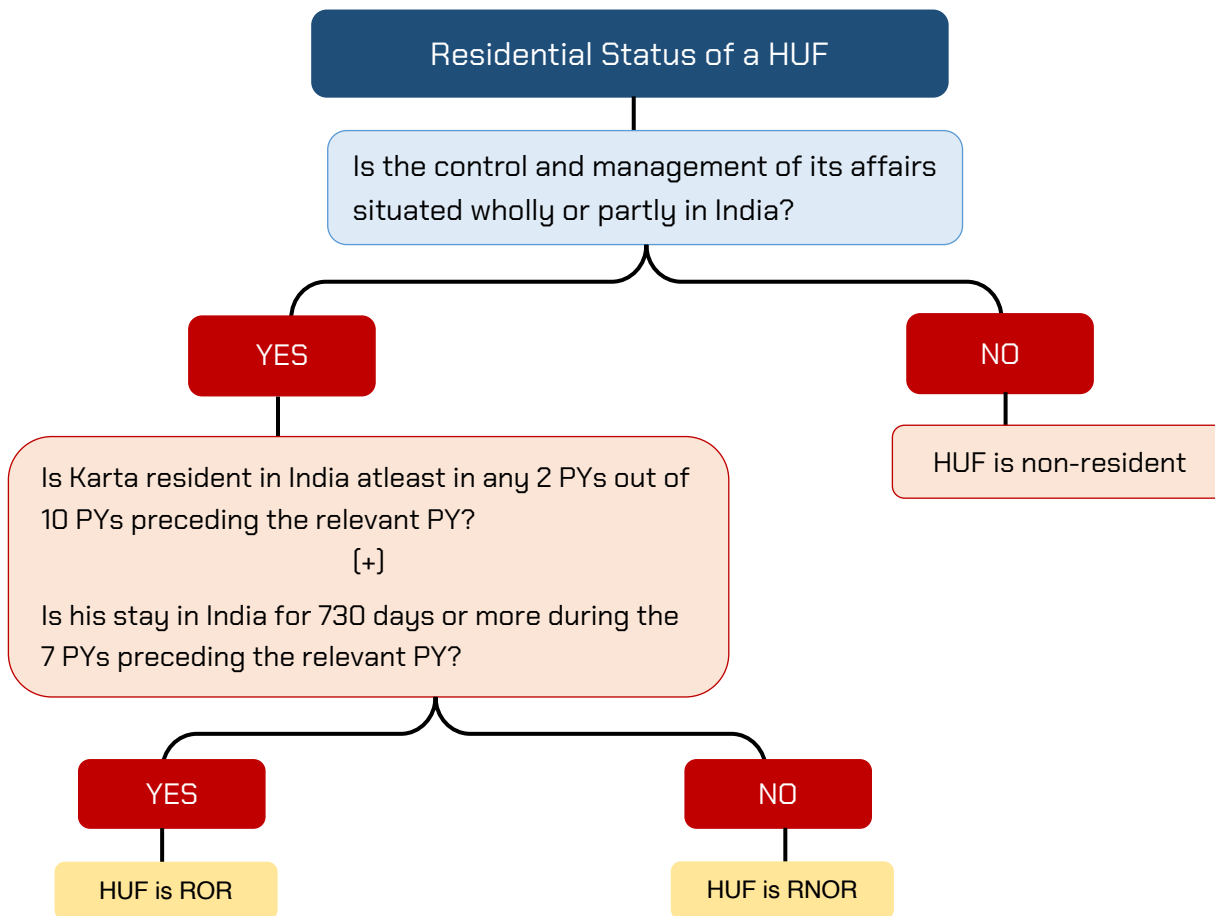 Residential Status of a HUF
Is the control and management of its affairs
situated wholly or partly in India?
YES
NO
Is Karta resident in India atleast in any 2 PYs out of
10 PYs preceding the relevant PY?
(+)
Is his stay in India for 730 days or more during the
7 PYs preceding the relevant PY?
HUF is non-resident
YES
NO
HUF is ROR
HUF is RNOR